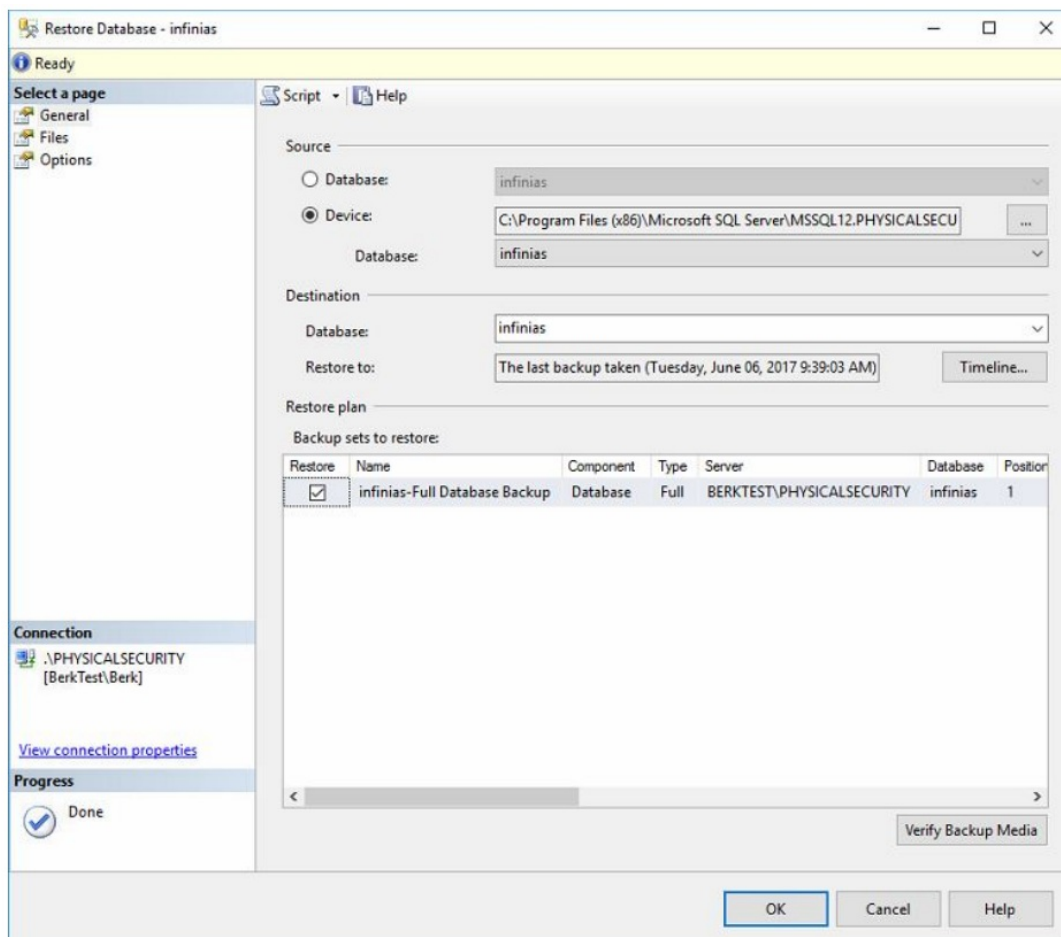 Restore Database - infinias
Ready
Select a page
General
Files
Options
Script
Help
Source
Database:
infinias
Device:
C:\Program Files (x86)\Microsoft SQL Server\MSSQL12.PHYSICALSECU
...
Database:
infinias
Destination
Database:
infinias
Restore to:
The last backup taken (Tuesday, June 06, 2017 9:39:03 AM)
Timeline...
Restore plan
Backup sets to restore:
Restore Name Component Type Server Database Position
infinias-Full Database Backup Database Full BERKTEST\PHYSICALSECURITY infinias 1
Connection
.\PHYSICALSECURITY
[BerkTest\Berk]
View connection properties
Progress
Done
Verify Backup Media
OK Cancel Help